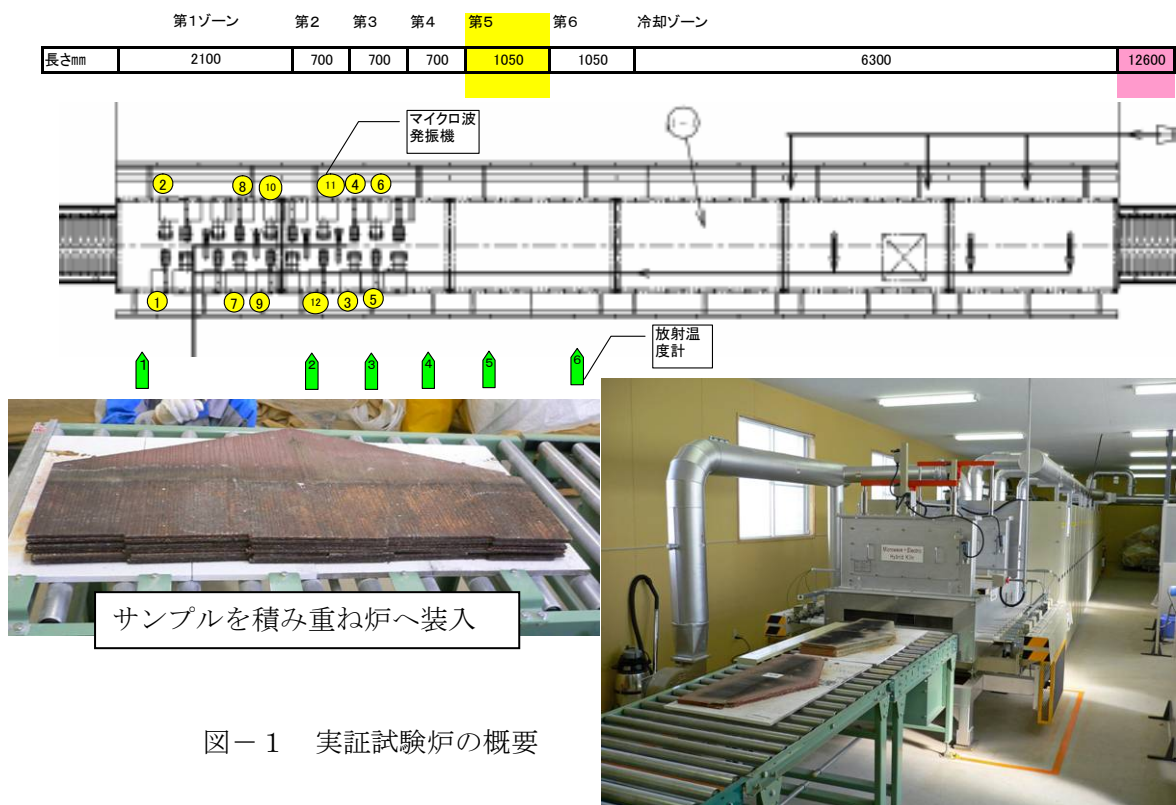 第1ゾーン 第2 第3 第4 第5 第6 冷却ゾーン
長さmm 2100 700 700 700 1050 1050 6300 12600
マイクロ波
発振機
2 8 10 11 4 6
1 7 9 12 3 5
放射温
度計
1 2 3 4 5 6
Microwave-Electric
Hybrid Kiln
サンプルを積み重ね炉へ装入
図－1 実証試験炉の概要